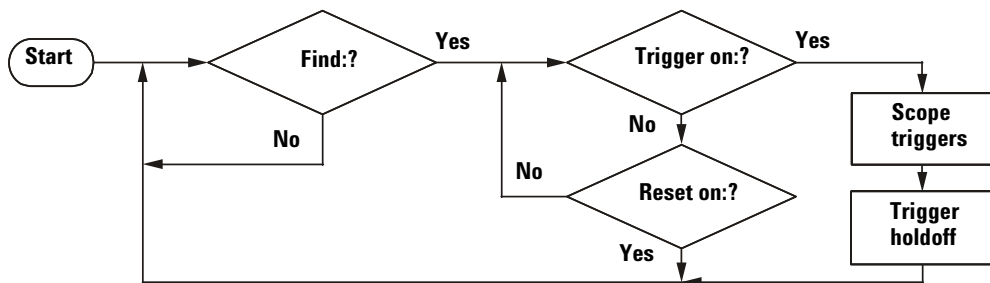 Start
Find:?
Yes
No
Trigger on:?
Yes
No
Reset on:?
No
Yes
Scope
triggers
Trigger
holdoff